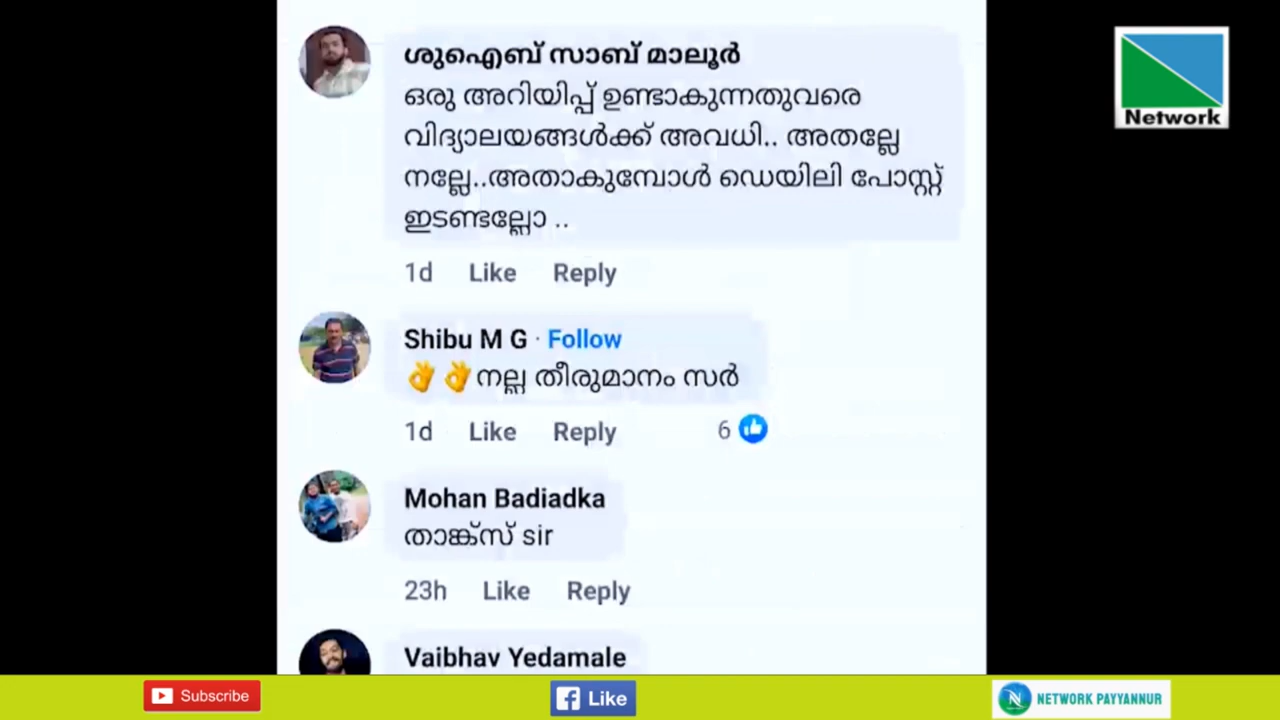 ശുഐബ് സാബ് മാലൂർ
ഒരു അറിയിപ്പ് ഉണ്ടാകുന്നതുവരെ
വിദ്യാലയങ്ങൾക്ക് അവധി.. അതല്ലേ
നല്ലേ..അതാകുമ്പോൾ ഡെയിലി പോസ്റ്റ്
ഇടണ്ടല്ലോ ..
1d Like Reply
Shibu M G · Follow
👌👌നല്ല തീരുമാനം സർ
1d Like Reply 6
Mohan Badiadka
താങ്ക്സ് sir
23h Like Reply
Vaibhav Yedamale
Network
Subscribe
Like
NETWORK PAYYANNUR